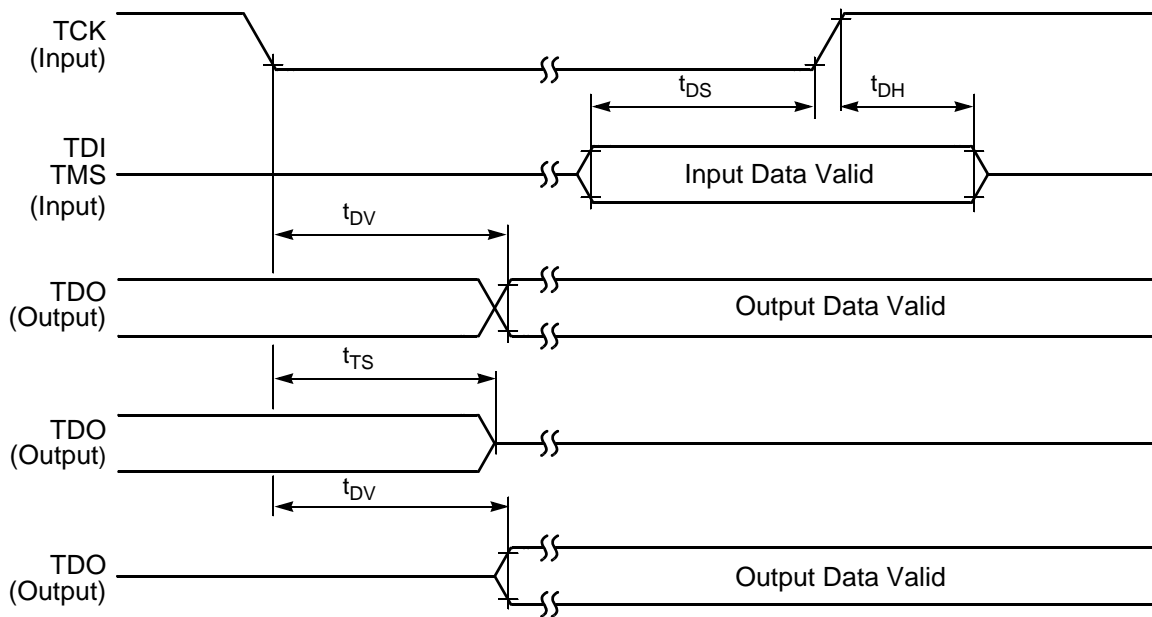 TCK
(Input)
tDS
tDH
TDI
TMS
(Input)
Input Data Valid
tDV
TDO
(Output)
Output Data Valid
tTS
TDO
(Output)
tDV
TDO
(Output)
Output Data Valid